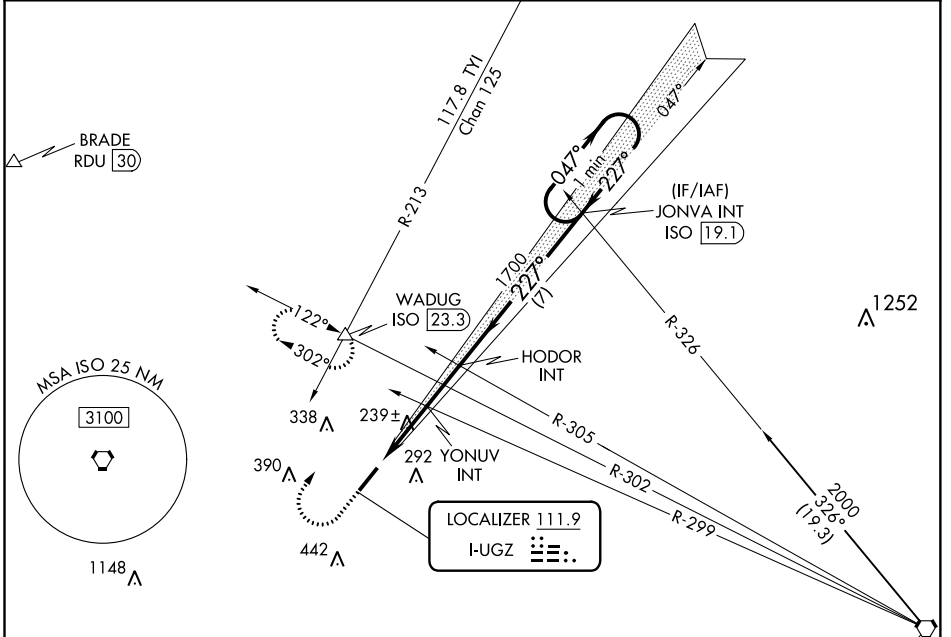 117.8 TYI
Chan 125
R-213
BRADE
RDU 30
047°
047°
1 min
227°
(IF/IAF)
JONVA INT
ISO 19.1
1700
227°
(7)
WADUG
ISO 23.3
122°
302°
1252
R-326
HODOR
INT
MSA ISO 25 NM
3100
338
239±
R-305
390
292
YONUV
INT
R-302
R-299
2000
326°
(19.3)
LOCALIZER 111.9
I-UGZ
442
1148